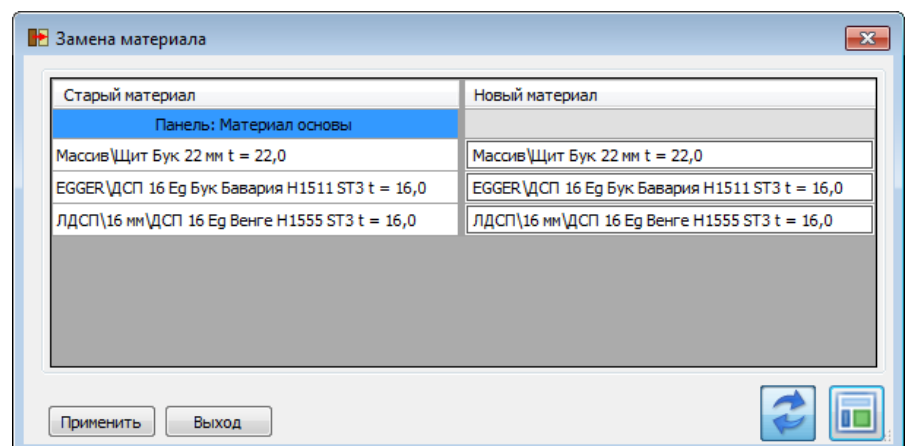 Замена материала
Старый материал Новый материал
Панель: Материал основы
Массив\Щит Бук 22 мм t = 22,0 Массив\Щит Бук 22 мм t = 22,0
EGGER\ДСП 16 Eg Бук Бавария H1511 ST3 t = 16,0 EGGER\ДСП 16 Eg Бук Бавария H1511 ST3 t = 16,0
ЛДСП\16 мм\ДСП 16 Eg Венге H1555 ST3 t = 16,0 ЛДСП\16 мм\ДСП 16 Eg Венге H1555 ST3 t = 16,0
Применить Выход